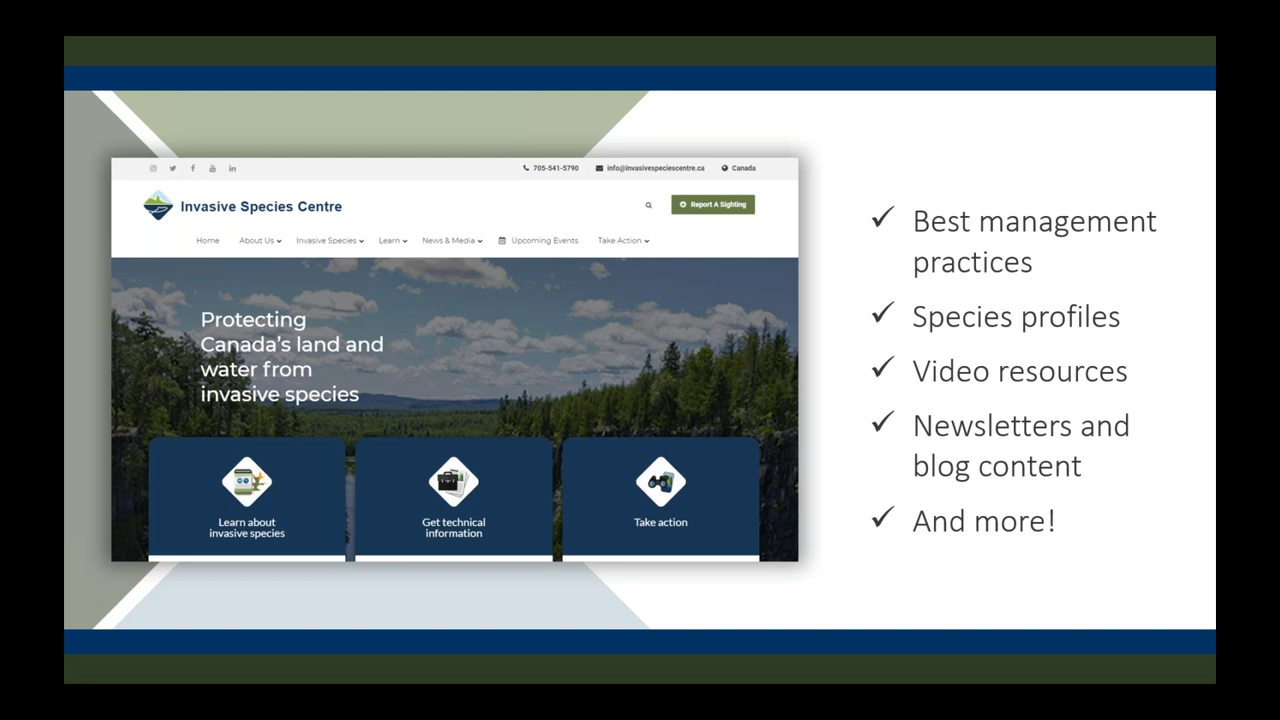 705-541-5790 info@invasivespeciescentre.ca Canada
Invasive Species Centre
Report A Sighting
Home About Us Invasive Species Learn News & Media Upcoming Events Take Action
Protecting
Canada's land and
water from
invasive species
Learn about
invasive species
Get technical
information
Take action
Best management
practices
Species profiles
Video resources
Newsletters and
blog content
And more!